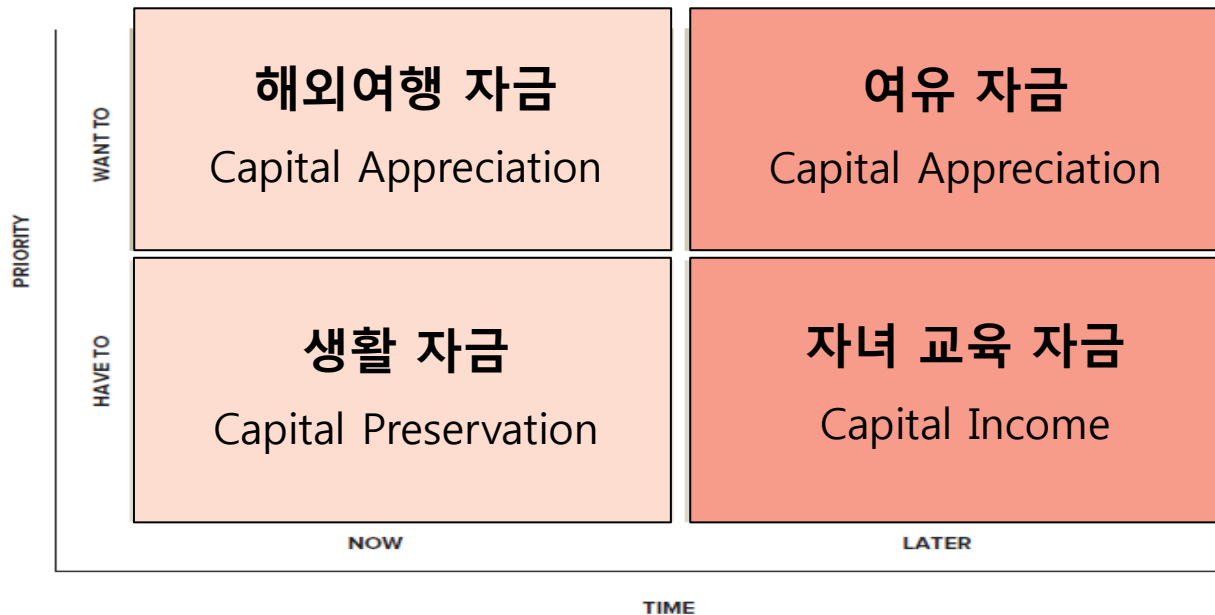 PRIORITY
WANT TO
해외여행 자금
Capital Appreciation
여유 자금
Capital Appreciation
HAVE TO
생활 자금
Capital Preservation
자녀 교육 자금
Capital Income
NOW
LATER
TIME